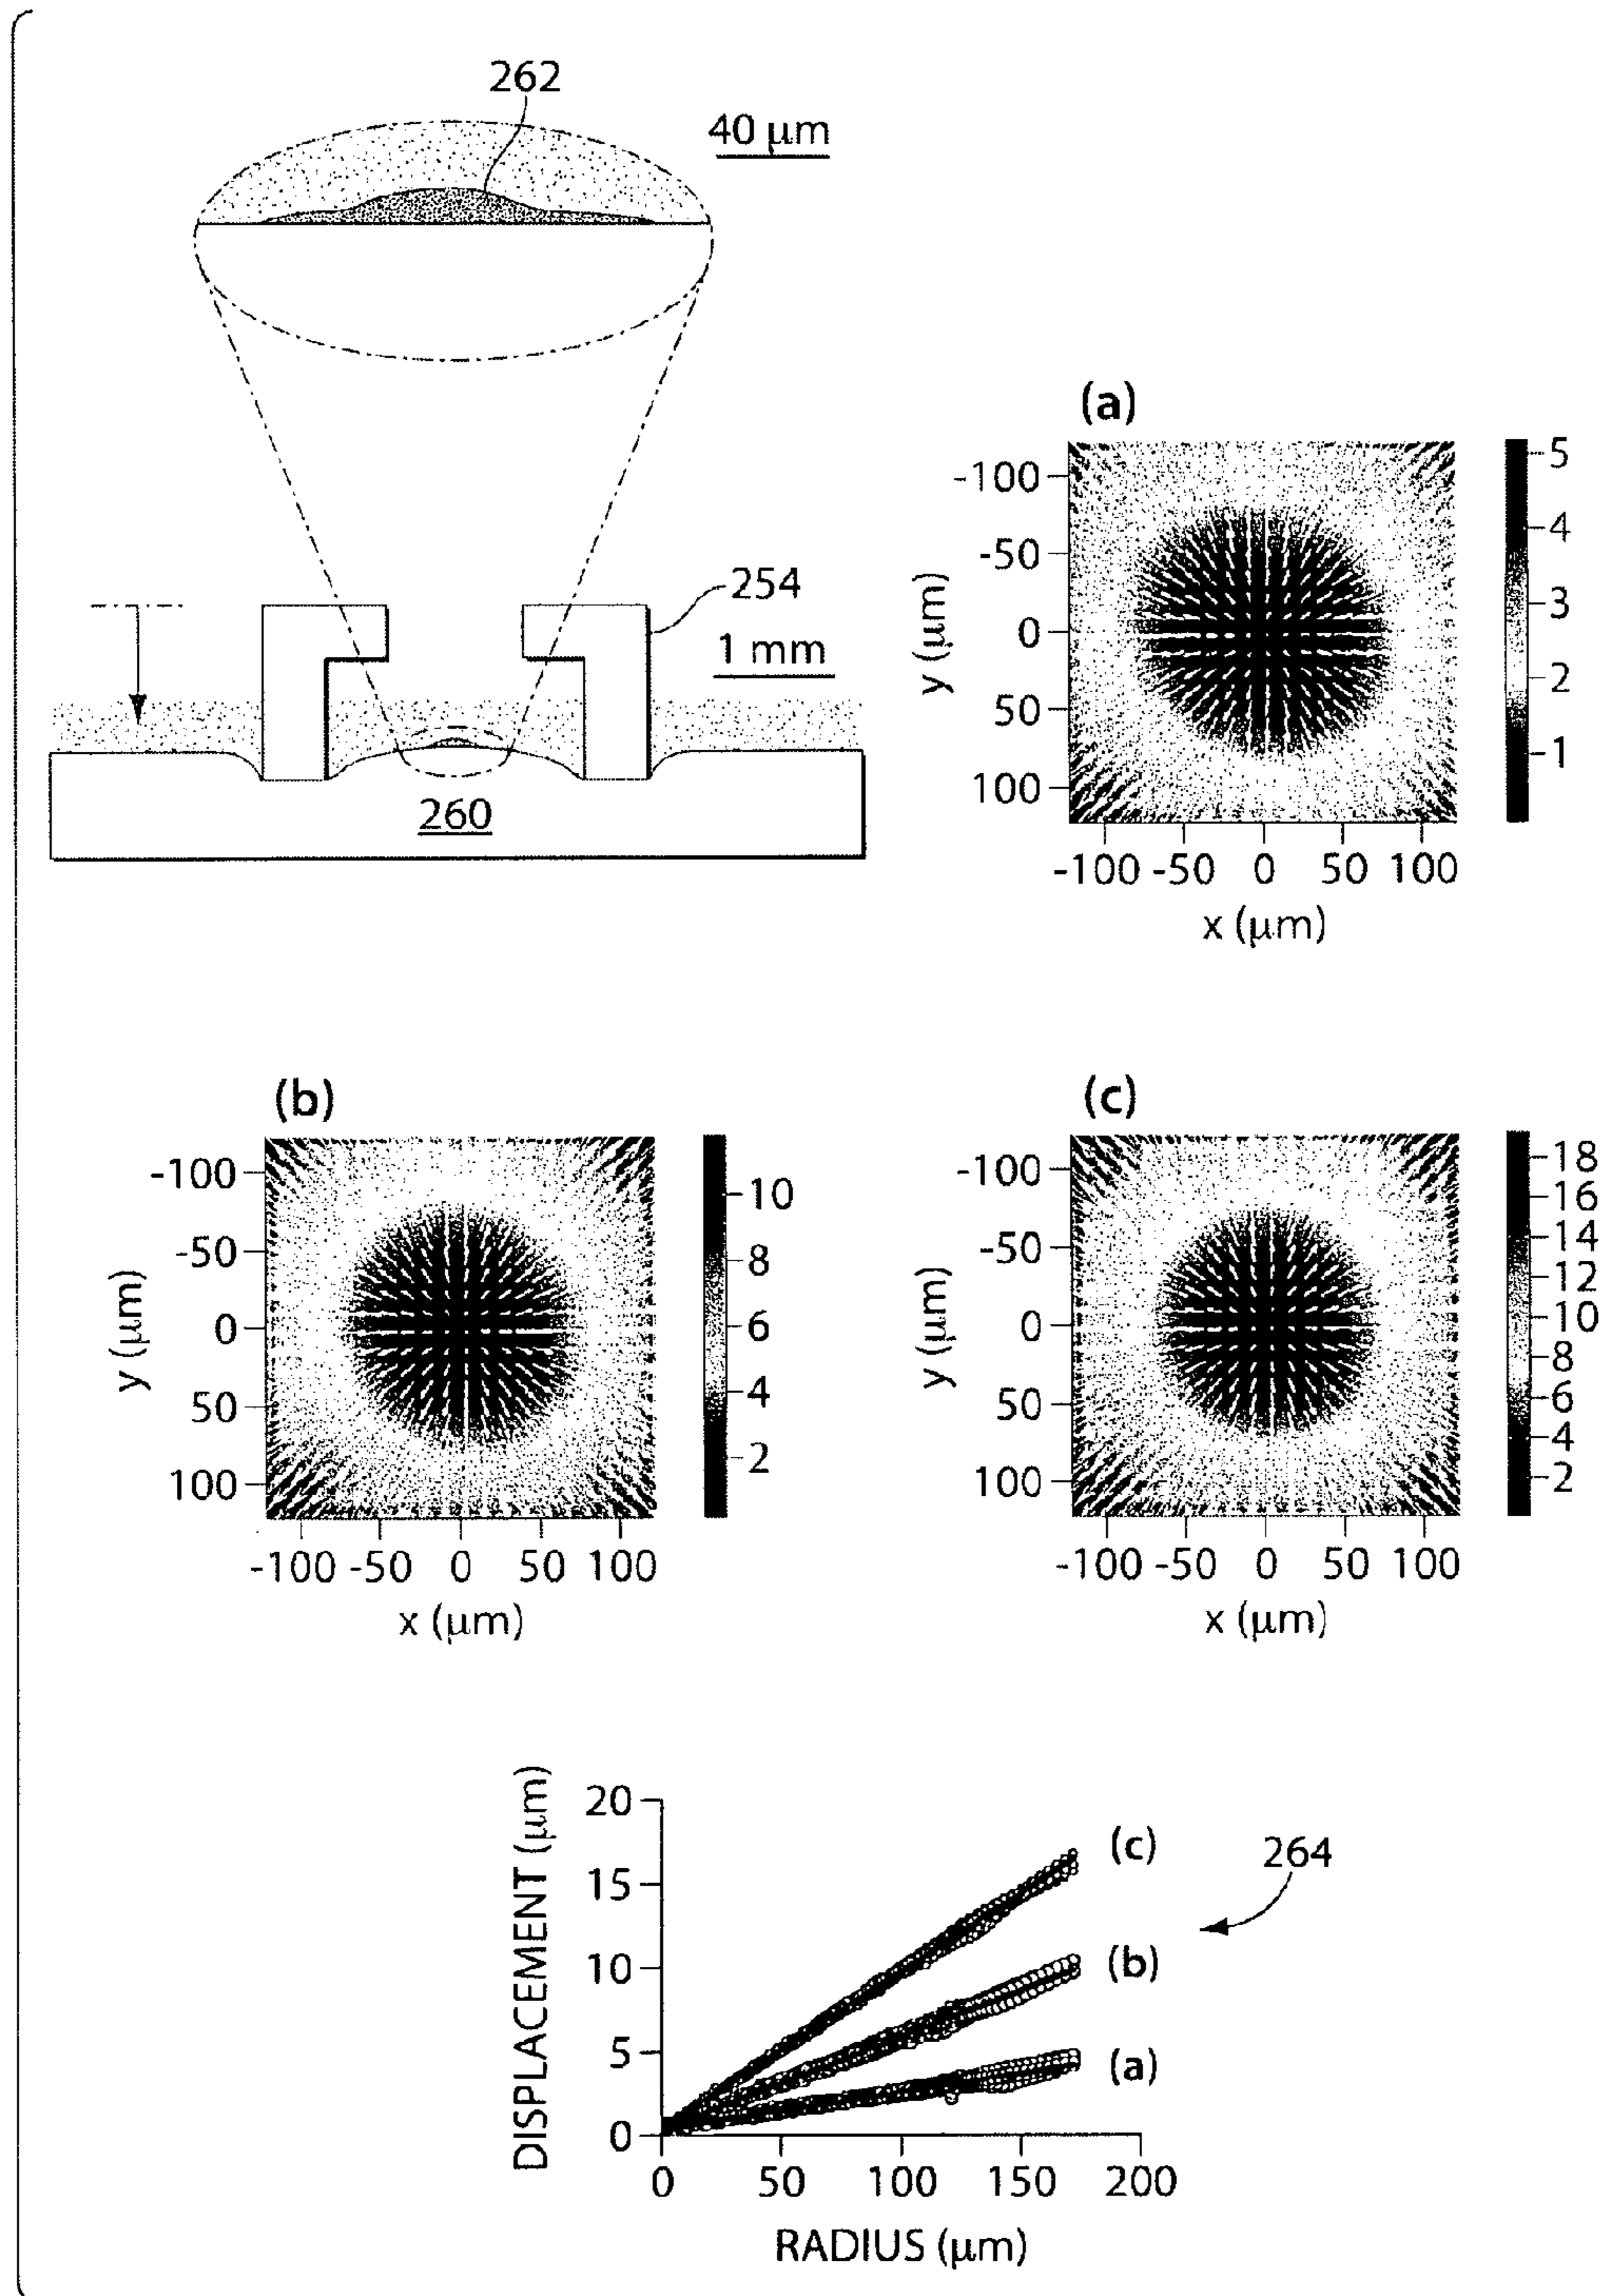 262
40 μm
254
1 mm
260
(a)
-100
-50
0
50
100
y (μm)
-100 -50 0 50 100
x (μm)
5
4
3
2
1
(b)
-100
-50
0
50
100
y (μm)
-100 -50 0 50 100
x (μm)
10
8
6
4
2
(c)
-100
-50
0
50
100
y (μm)
-100 -50 0 50 100
x (μm)
18
16
14
12
10
8
6
4
2
DISPLACEMENT (μm)
20
15
10
5
0
0 50 100 150 200
RADIUS (μm)
(c)
(b)
(a)
264